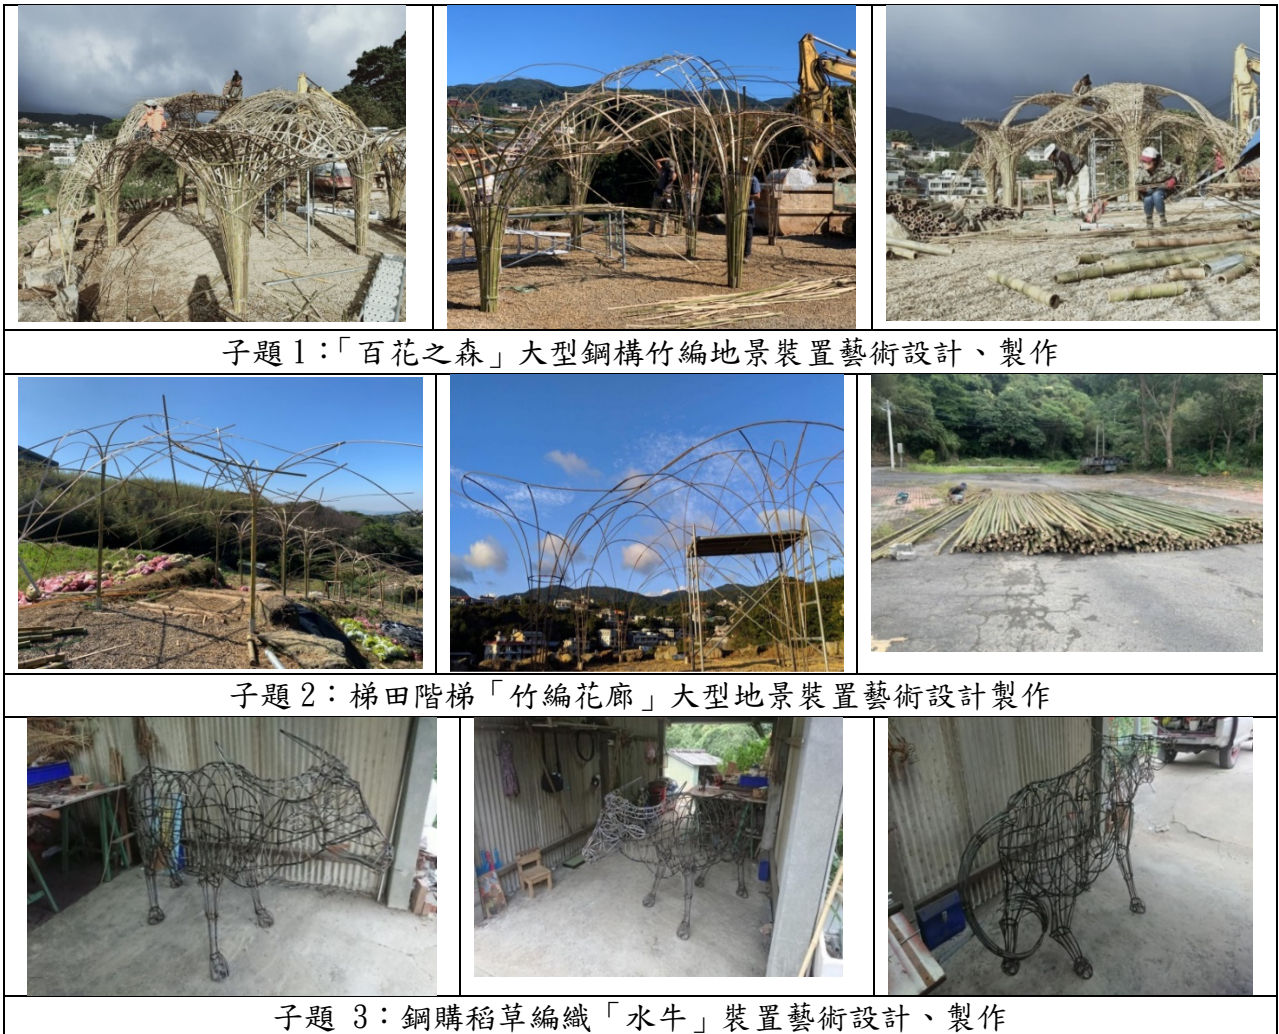 子題 1：「百花之森」大型鋼構竹編地景裝置藝術設計、製作
子題 2：梯田階梯「竹編花廊」大型地景裝置藝術設計製作
子題 3：鋼購稻草編織「水牛」裝置藝術設計、製作